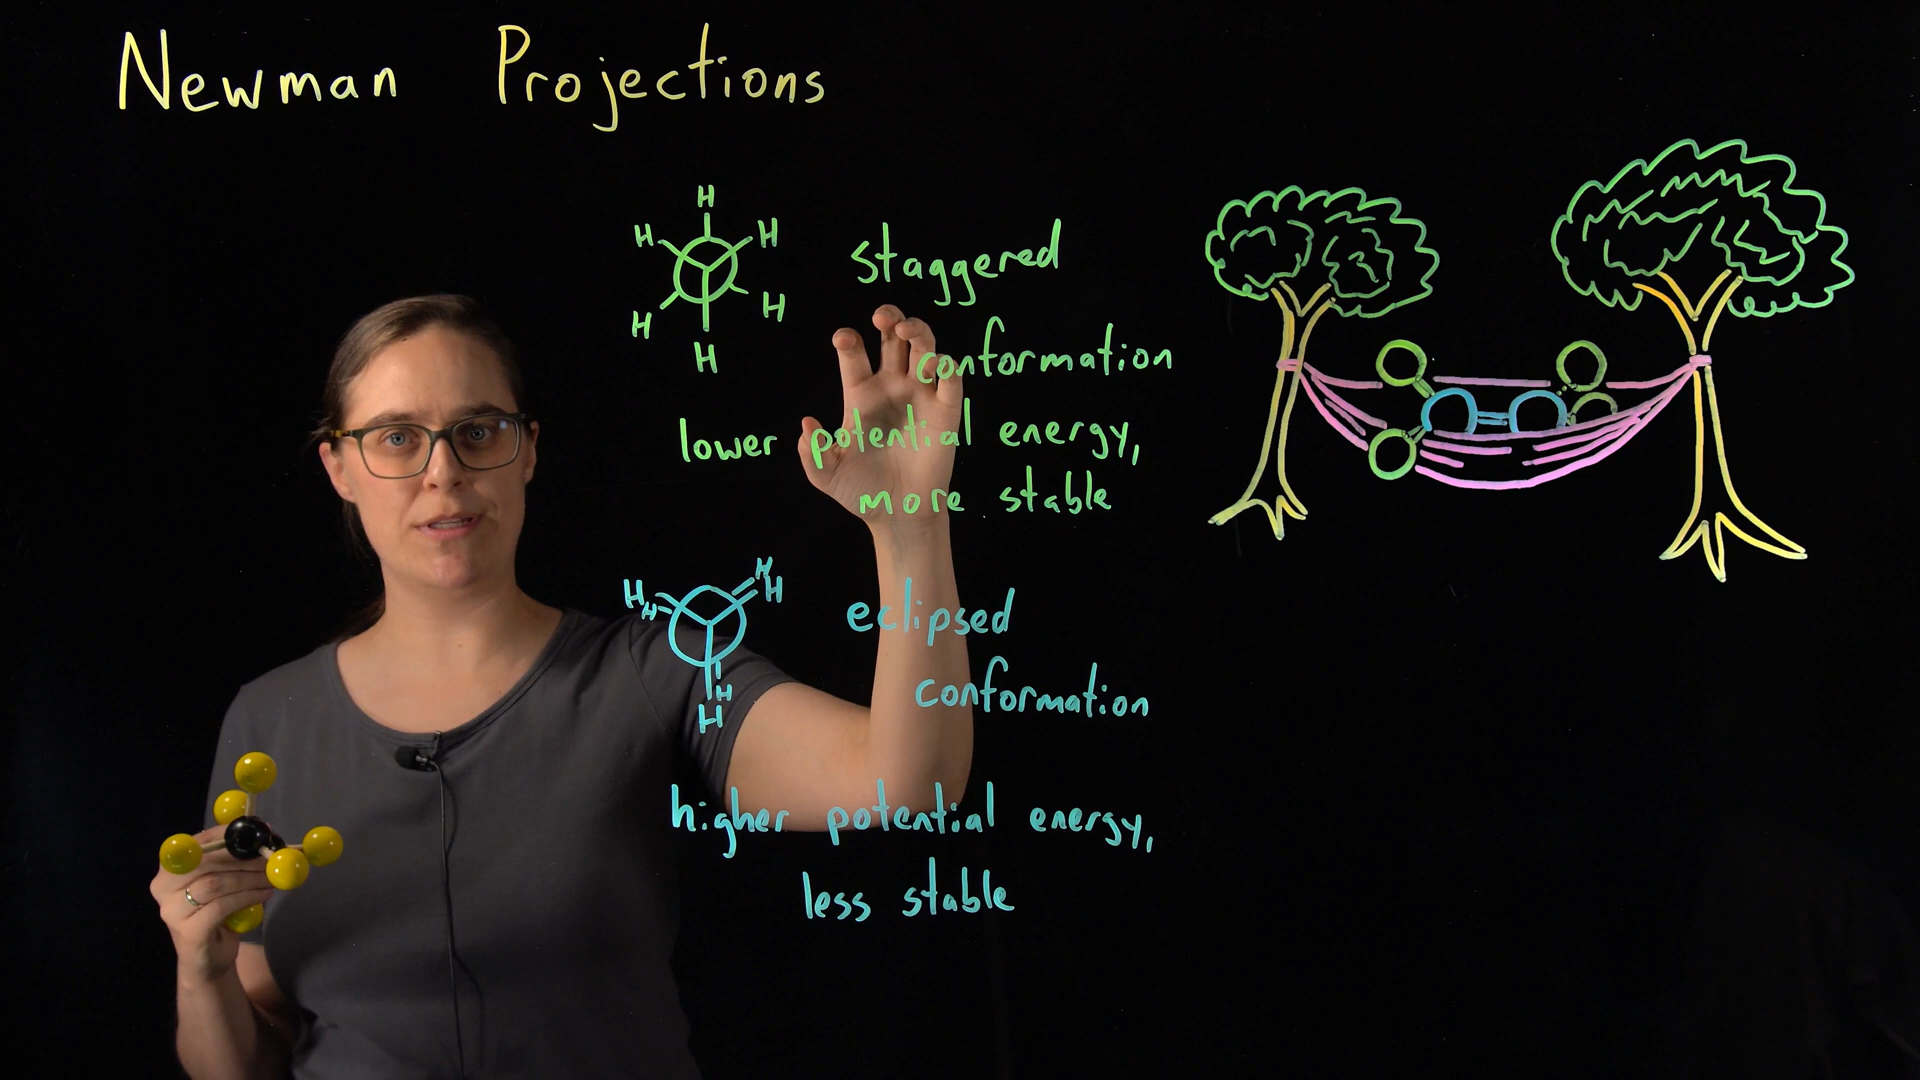 Newman Projections
H
H H
H H
H
staggered
conformation
lower potential energy,
more stable
H H
H H
H
H
eclipsed
conformation
higher potential energy,
less stable